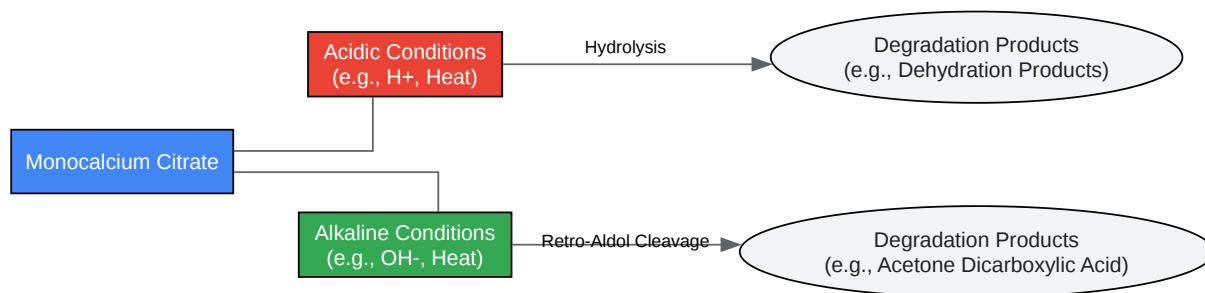 Acidic Conditions
(e.g., H+, Heat)
Hydrolysis
Degradation Products
(e.g., Dehydration Products)
Monocalcium Citrate
Alkaline Conditions
(e.g., OH-, Heat)
Retro-Aldol Cleavage
Degradation Products
(e.g., Acetone Dicarboxylic Acid)